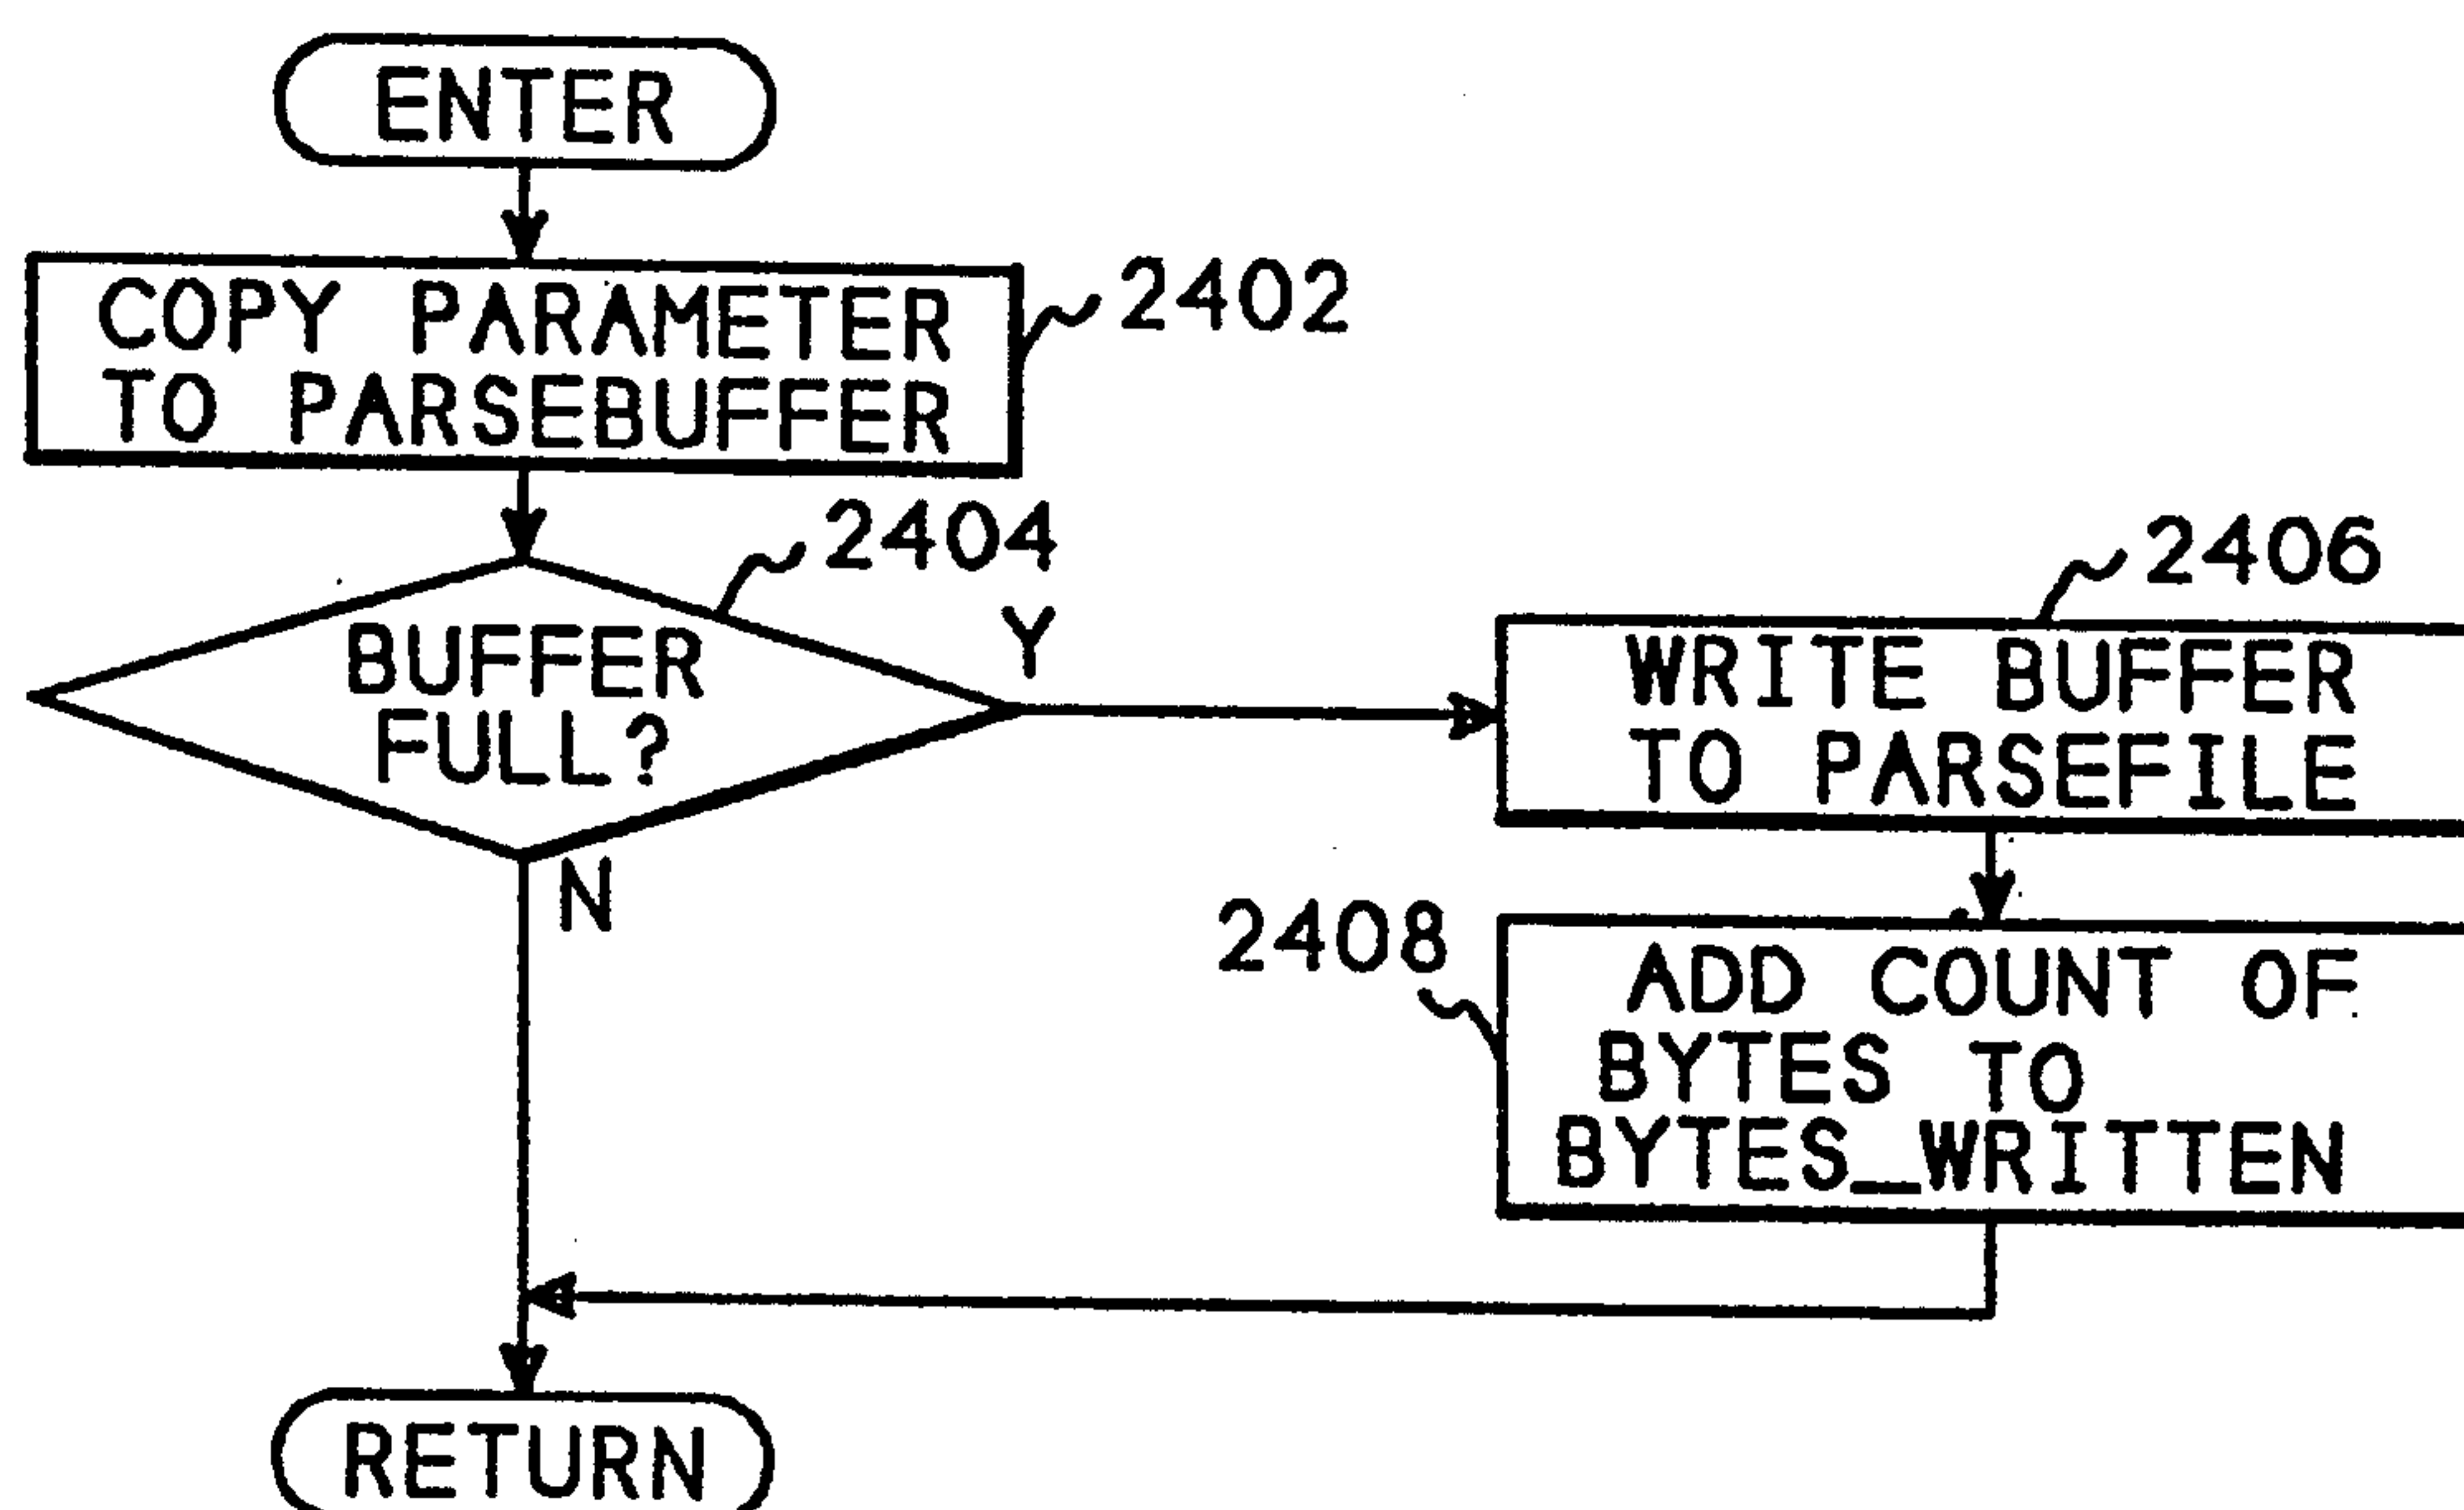 ENTER
COPY PARAMETER
TO PARSEBUFFER
2402
2404
BUFFER
FULL?
Y
N
2406
WRITE BUFFER
TO PARSEFILE
2408
ADD COUNT OF
BYTES TO
BYTES_WRITTEN
RETURN